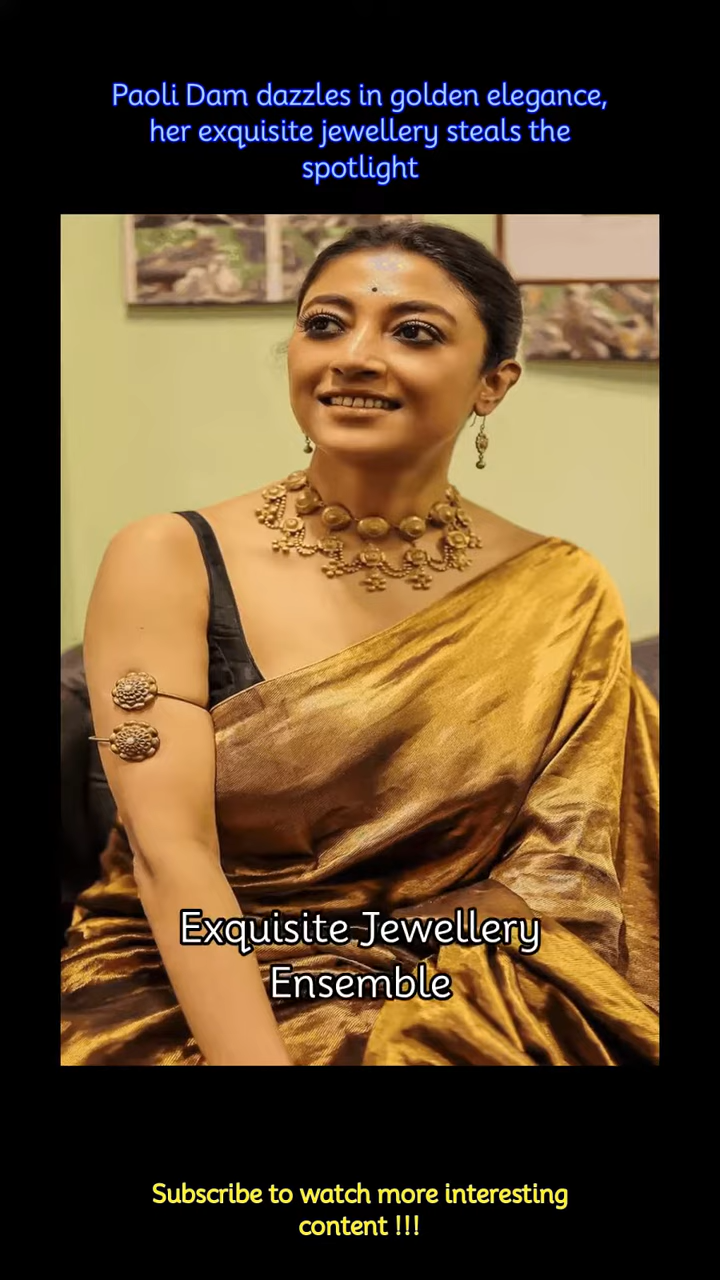 Paoli Dam dazzles in golden elegance,
her exquisite jewellery steals the
spotlight
Exquisite Jewellery
Ensemble
Subscribe to watch more interesting
content !!!